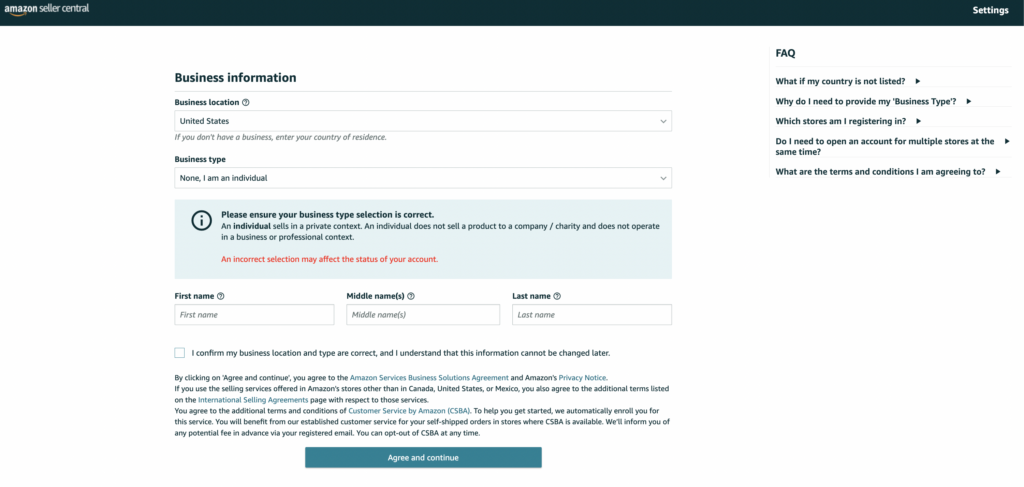 amazon seller central
Settings
Business information
Business location
United States
If you don't have a business, enter your country of residence.
Business type
None, I am an individual
Please ensure your business type selection is correct.
An individual sells in a private context. An individual does not sell a product to a company / charity and does not operate
in a business or professional context.
An incorrect selection may affect the status of your account.
First name
Middle name(s)
Last name
First name
Middle name(s)
Last name
I confirm my business location and type are correct, and I understand that this information cannot be changed later.
By clicking on 'Agree and continue', you agree to the Amazon Services Business Solutions Agreement and Amazon's Privacy Notice.
If you use the selling services offered in Amazon's stores other than in Canada, United States, or Mexico, you also agree to the additional terms listed
on the International Selling Agreements page with respect to those services.
You agree to the additional terms and conditions of Customer Service by Amazon (CSBA). To help you get started, we automatically enroll you for
this service. You will benefit from our established customer service for your self-shipped orders in stores where CSBA is available. We'll inform you of
any potential fee in advance via your registered email. You can opt-out of CSBA at any time.
Agree and continue
FAQ
What if my country is not listed?
Why do I need to provide my 'Business Type'?
Which stores am I registering in?
Do I need to open an account for multiple stores at the
same time?
What are the terms and conditions I am agreeing to?